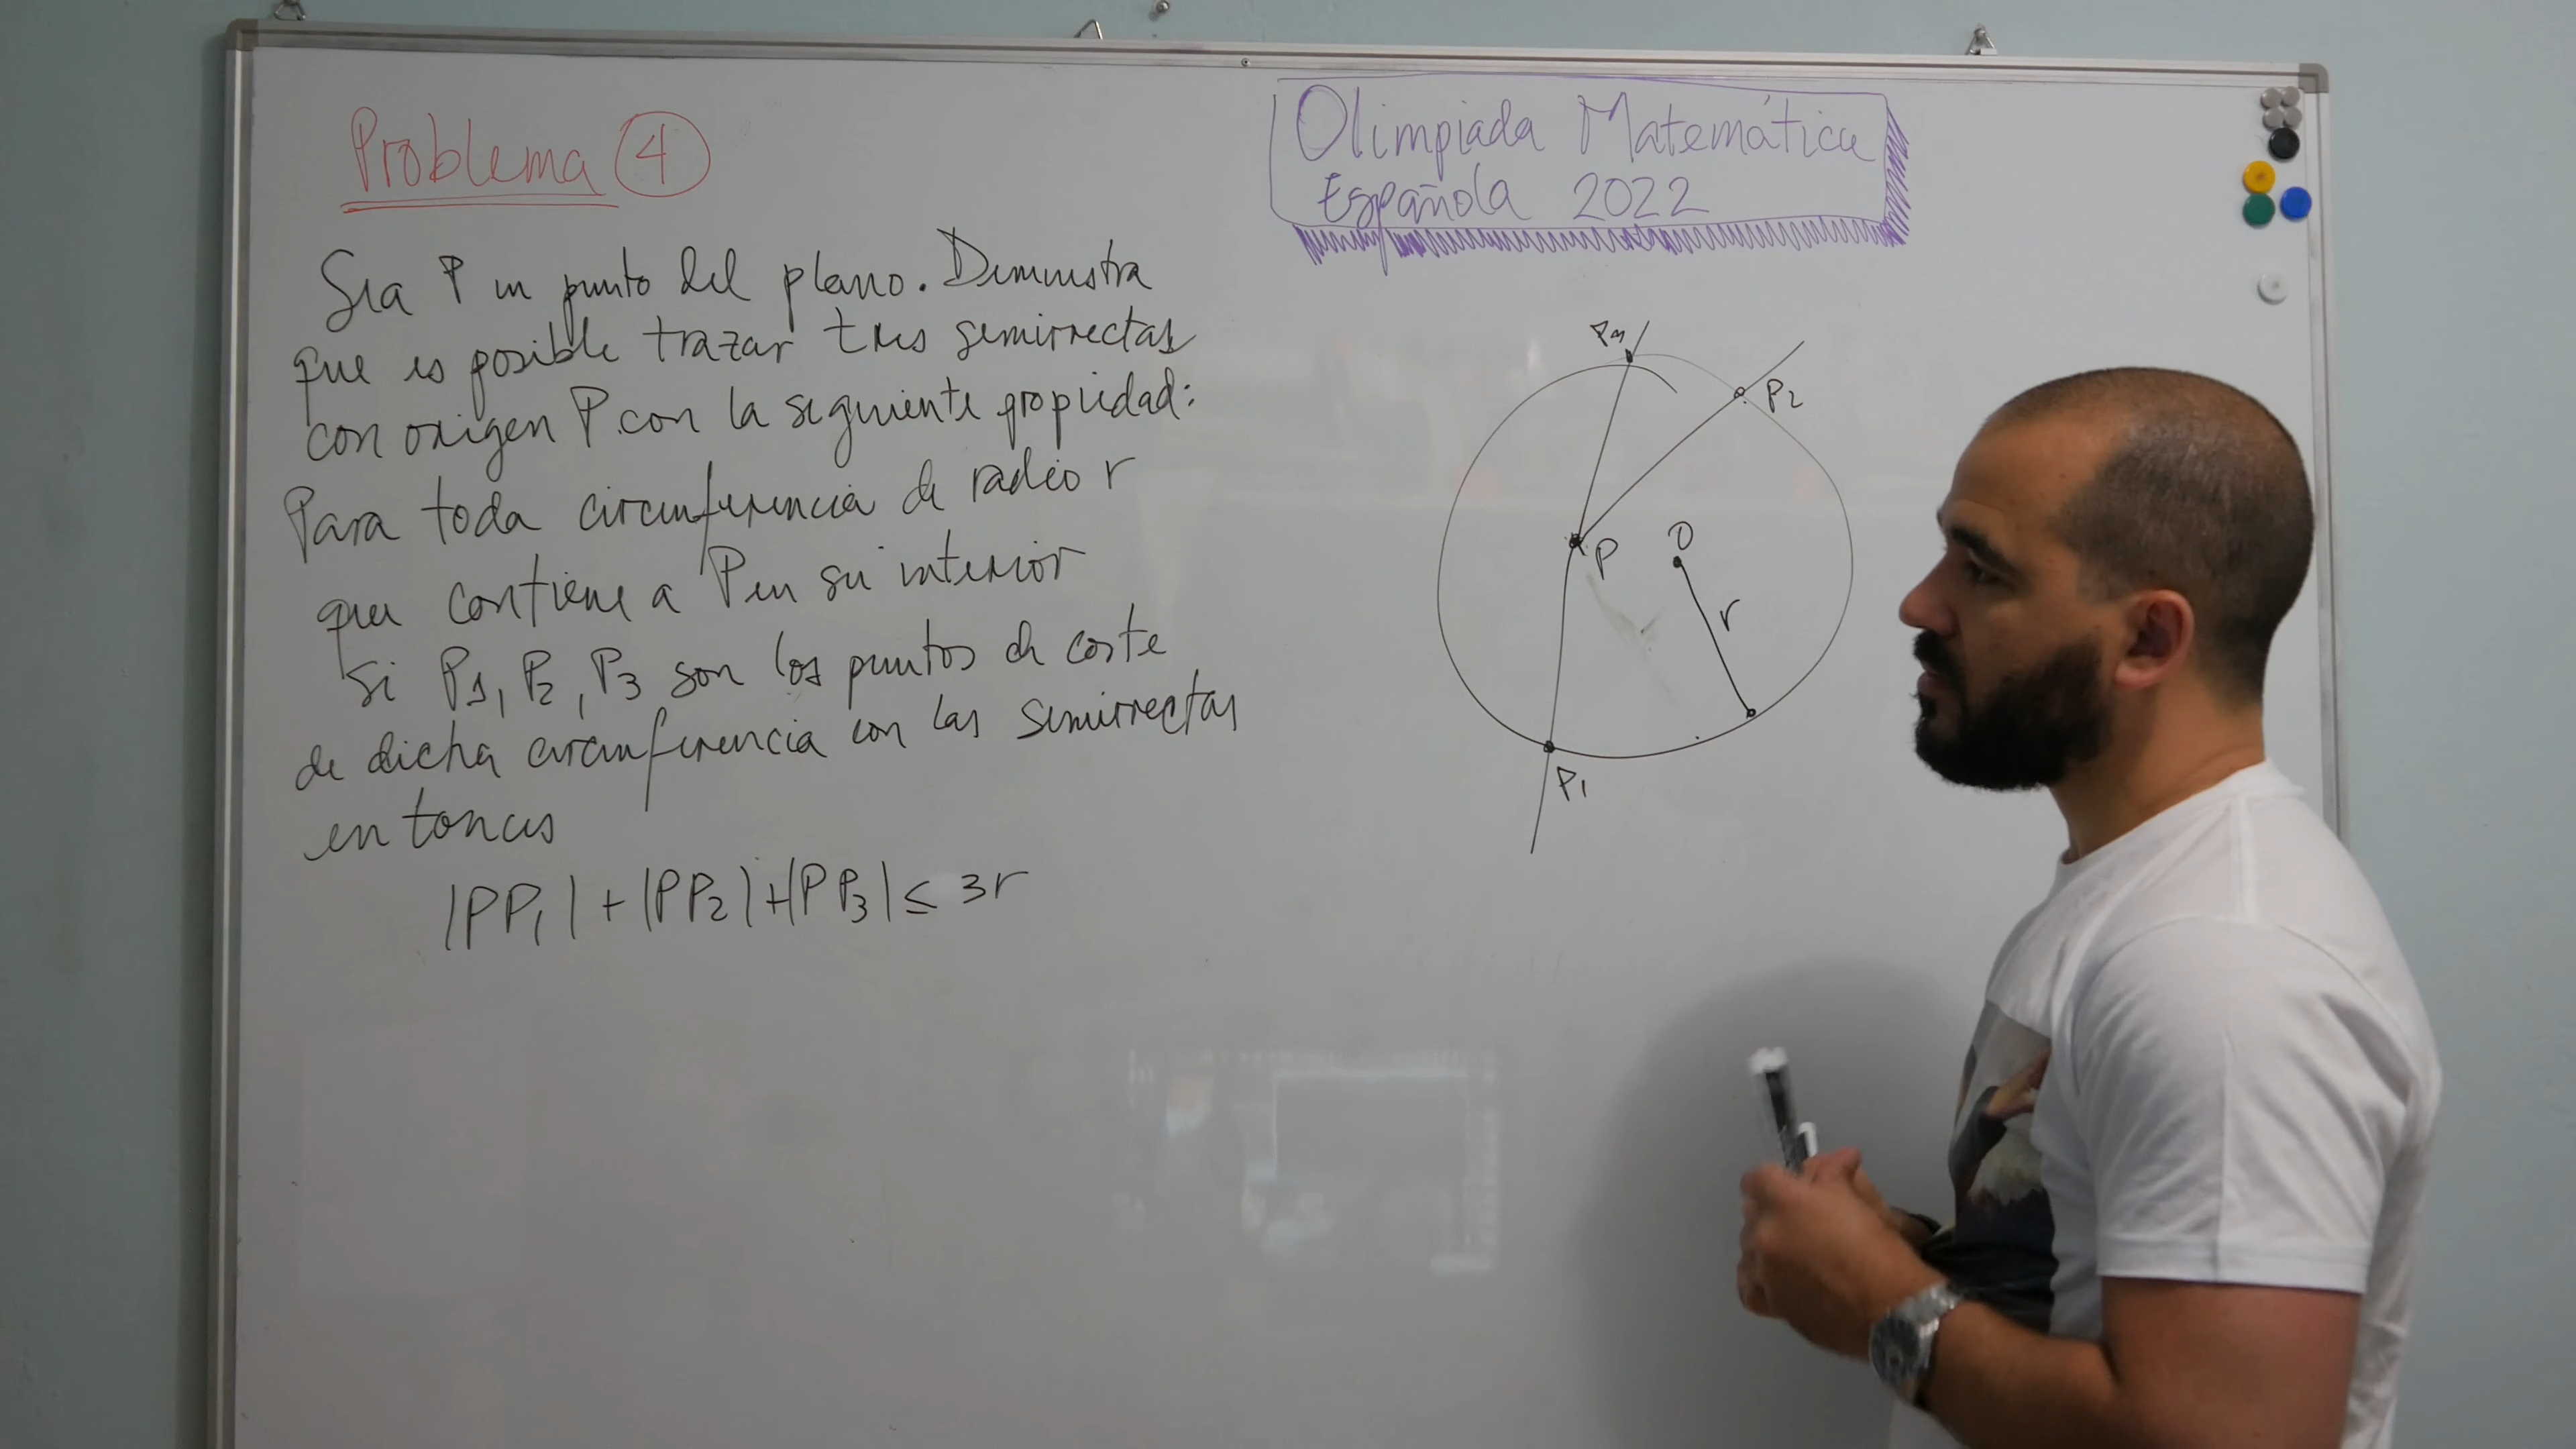 Problema 4
Olimpiada Matemática
Española 2022
Sea P un punto del plano. Demuestra
que es posible trazar tres semirrectas
con origen P con la siguiente propiedad:
Para toda circunferencia de radio r
que contiene a P en su interior
si P1, P2, P3 son los puntos de corte
de dicha circunferencia con las semirrectas
entonces
|PP1| + |PP2| + |PP3| ≤ 3r
P3
P2
P
O
r
P1